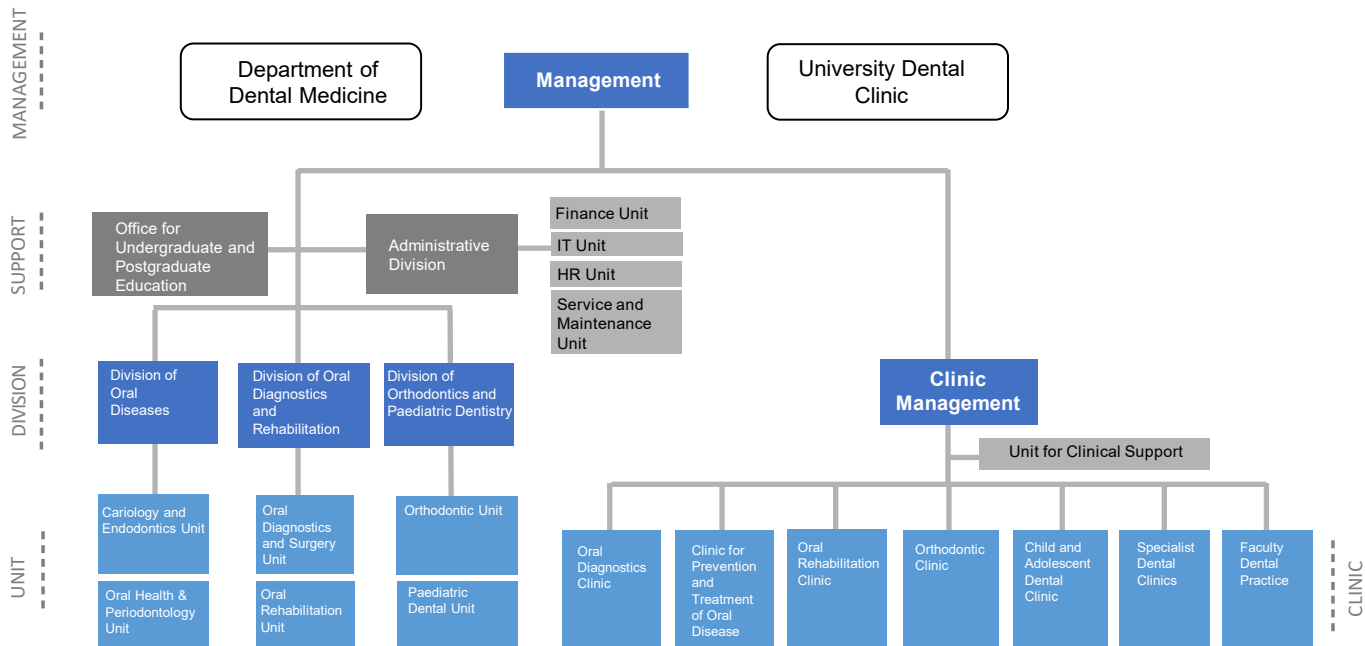 MANAGEMENT
Department of
Dental Medicine
Management
University Dental
Clinic
SUPPORT
Office for
Undergraduate and
Postgraduate
Education
Administrative
Division
Finance Unit
IT Unit
HR Unit
Service and
Maintenance
Unit
DIVISION
Division of
Oral
Diseases
Division of Oral
Diagnostics
and
Rehabilitation
Division of
Orthodontics and
Paediatric Dentistry
Clinic
Management
Unit for Clinical Support
UNIT
Cariology and
Endodontics Unit
Oral
Diagnostics
and Surgery
Unit
Orthodontic Unit
Oral Health &
Periodontology
Unit
Oral
Rehabilitation
Unit
Paediatric
Dental Unit
Oral
Diagnostics
Clinic
Clinic for
Prevention
and
Treatment
of Oral
Disease
Oral
Rehabilitation
Clinic
Orthodontic
Clinic
Child and
Adolescent
Dental
Clinic
Specialist
Dental
Clinics
Faculty
Dental
Practice
CLINIC